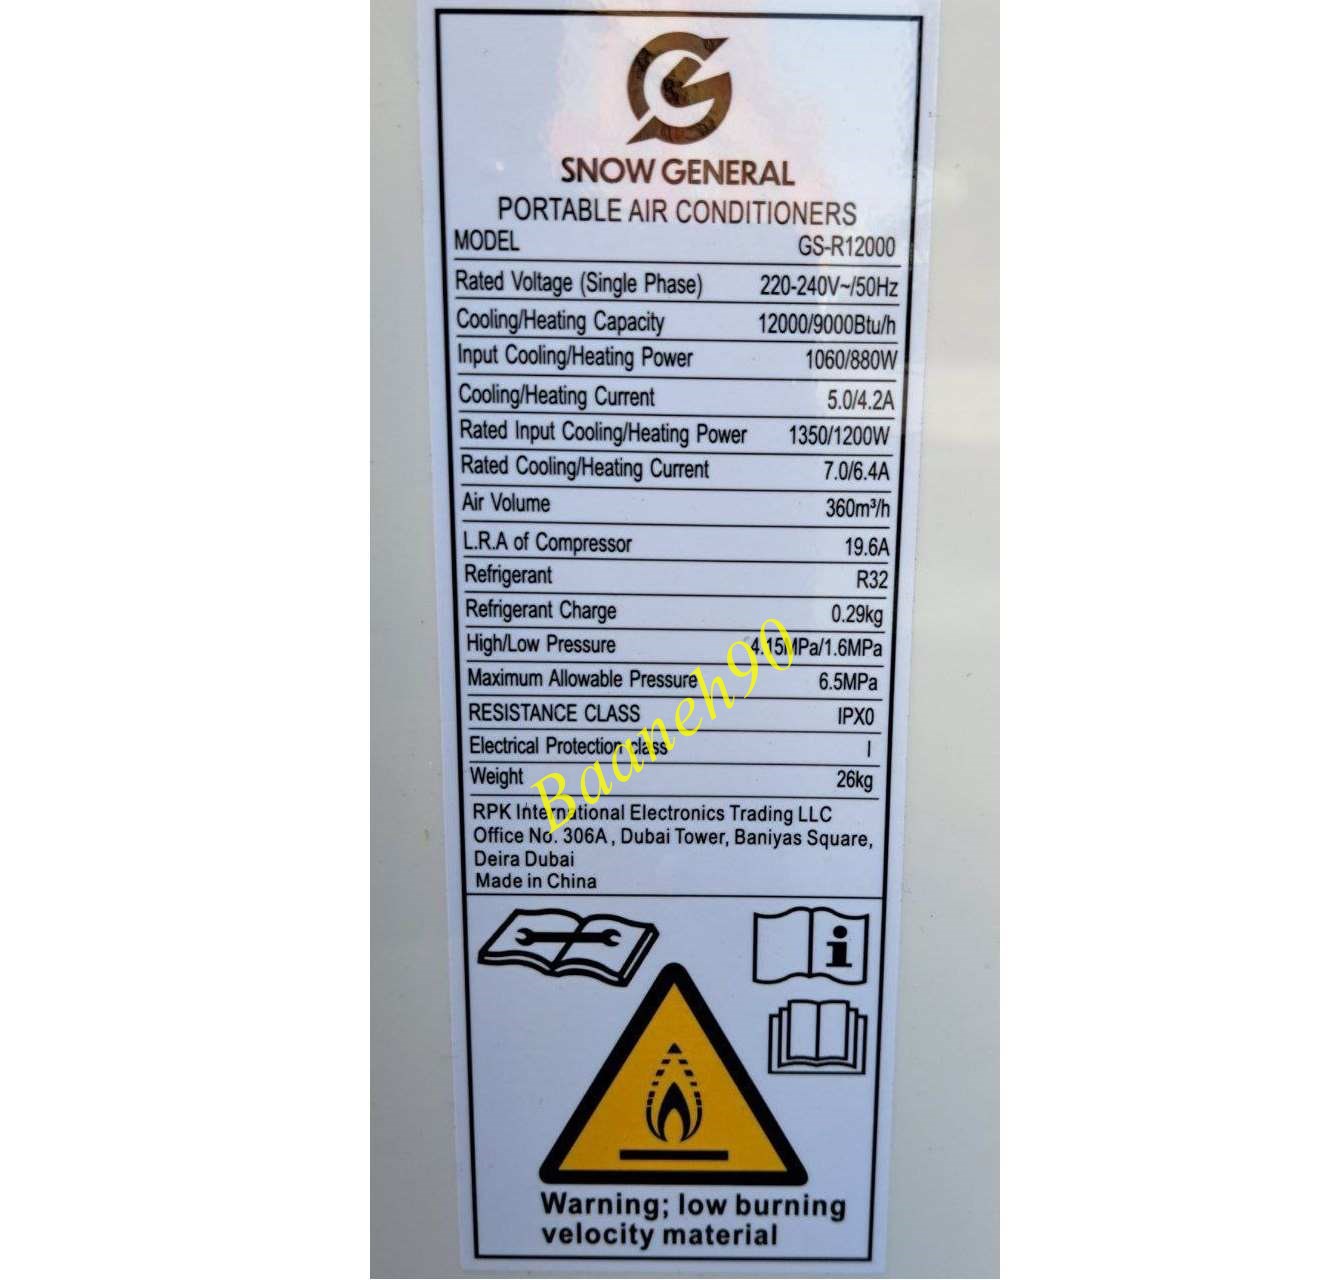 SNOW GENERAL
PORTABLE AIR CONDITIONERS
MODEL GS-R12000
Rated Voltage (Single Phase) 220-240V~/50Hz
Cooling/Heating Capacity 12000/9000Btu/h
Input Cooling/Heating Power 1060/880W
Cooling/Heating Current 5.0/4.2A
Rated Input Cooling/Heating Power 1350/1200W
Rated Cooling/Heating Current 7.0/6.4A
Air Volume 360m³/h
L.R.A of Compressor 19.6A
Refrigerant R32
Refrigerant Charge 0.29kg
High/Low Pressure 4.15MPa/1.6MPa
Maximum Allowable Pressure 6.5MPa
RESISTANCE CLASS IPX0
Electrical Protection class I
Weight 26kg
RPK International Electronics Trading LLC
Office No. 306A, Dubai Tower, Baniyas Square,
Deira Dubai
Made in China
Baaneh90
Warning; low burning
velocity material